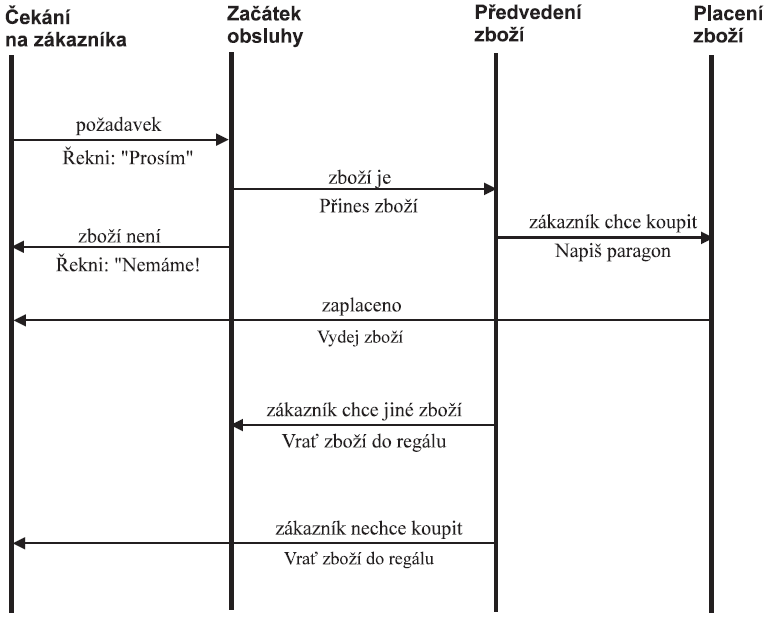 Čekání
na zákazníka
Začátek
obsluhy
Předvedení
zboží
Placení
zboží
požadavek
Řekni: "Prosím"
zboží je
Přines zboží
zákazník chce koupit
Napiš paragon
zboží není
Řekni: "Nemáme!
zaplaceno
Vydej zboží
zákazník chce jiné zboží
Vrať zboží do regálu
zákazník nechce koupit
Vrať zboží do regálu